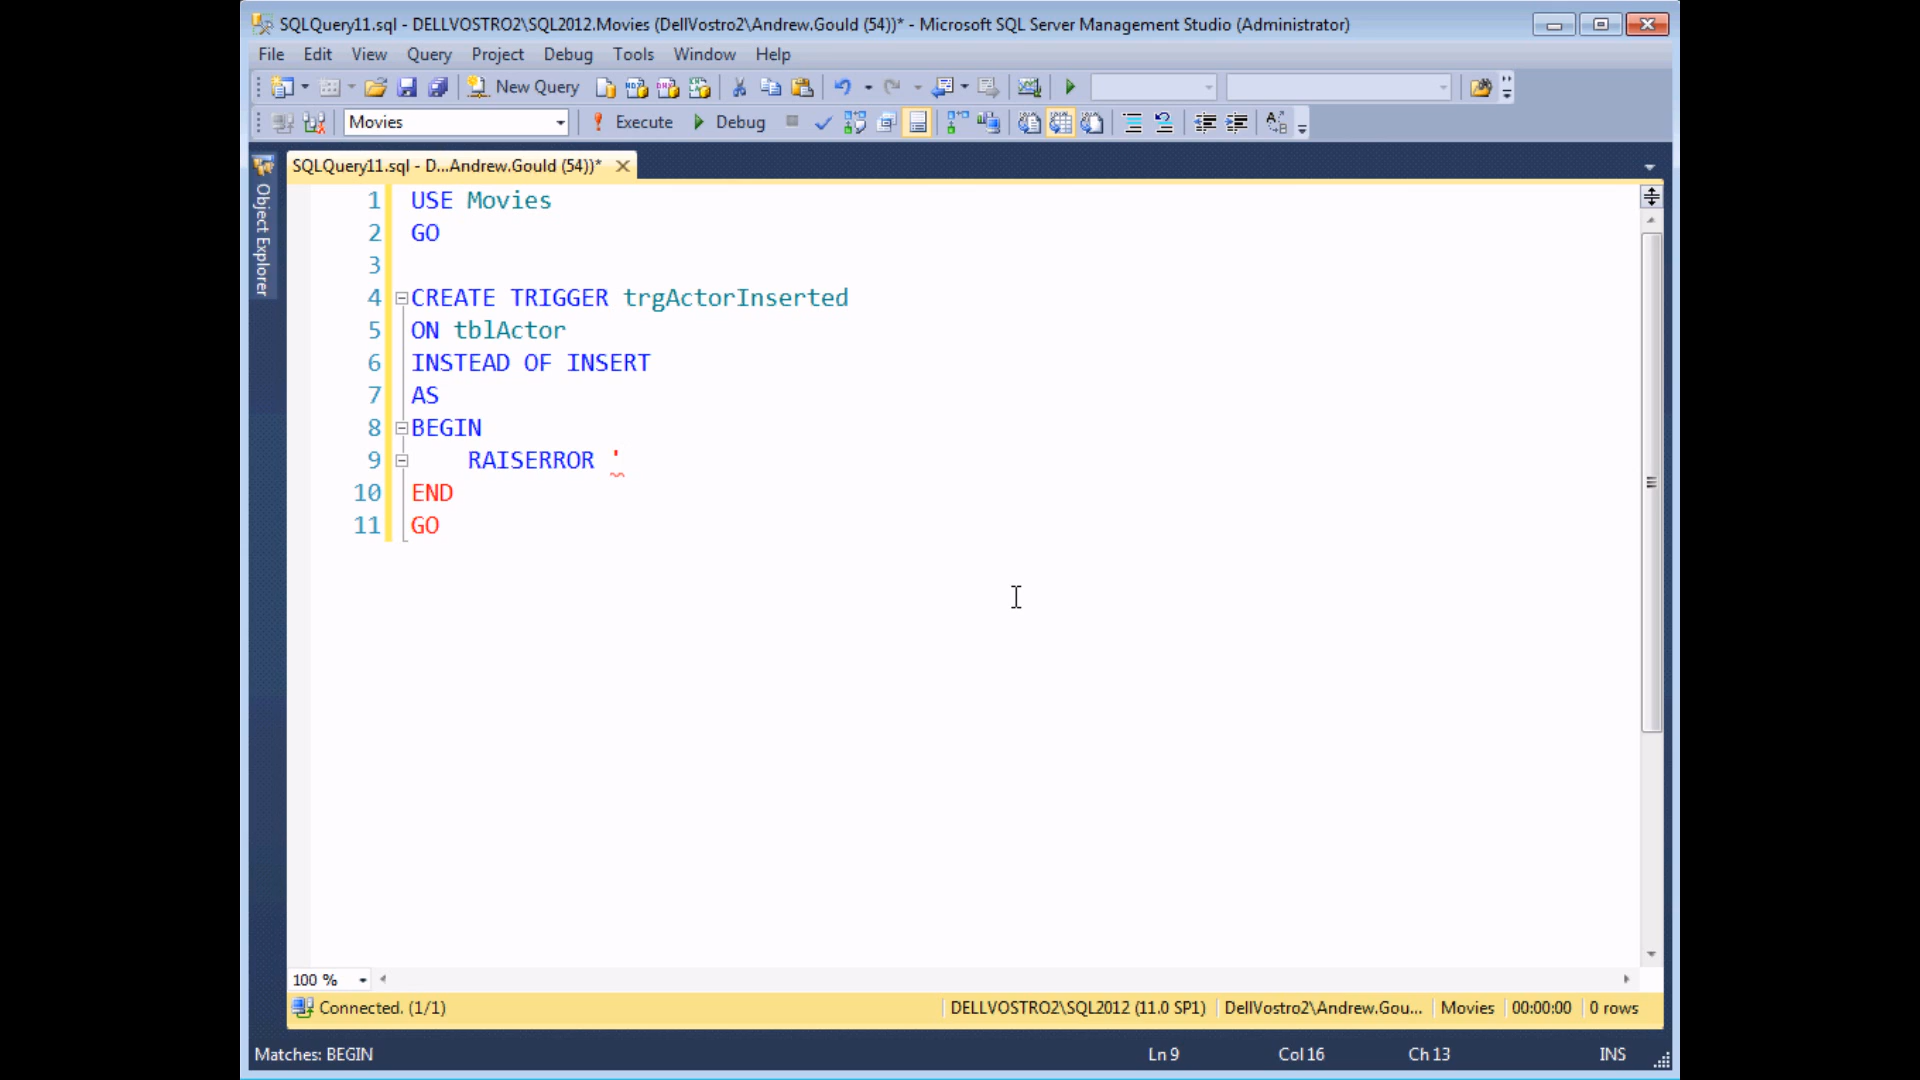 SQLQuery11.sql - DELLVOSTRO2\SQL2012.Movies (DellVostro2\Andrew.Gould (54))* - Microsoft SQL Server Management Studio (Administrator)
File Edit View Query Project Debug Tools Window Help
New Query
Movies Execute Debug
SQLQuery11.sql - D...Andrew.Gould (54))*
Object Explorer
1 USE Movies
2 GO
3
4 CREATE TRIGGER trgActorInserted
5 ON tblActor
6 INSTEAD OF INSERT
7 AS
8 BEGIN
9 RAISERROR '
10 END
11 GO
100 %
Connected. (1/1) DELLVOSTRO2\SQL2012 (11.0 SP1) DellVostro2\Andrew.Gou... Movies 00:00:00 0 rows
Matches: BEGIN Ln 9 Col 16 Ch 13 INS